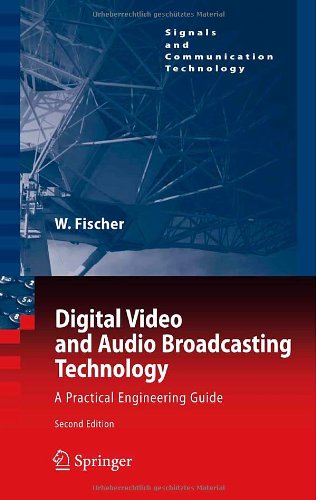 Urheberrechtlich geschütztes Material
Signals
and
Communication
Technology
W. Fischer
Digital Video
and Audio Broadcasting
Technology
A Practical Engineering Guide
Second Edition
Springer
Urheberrechtlich geschütztes Material